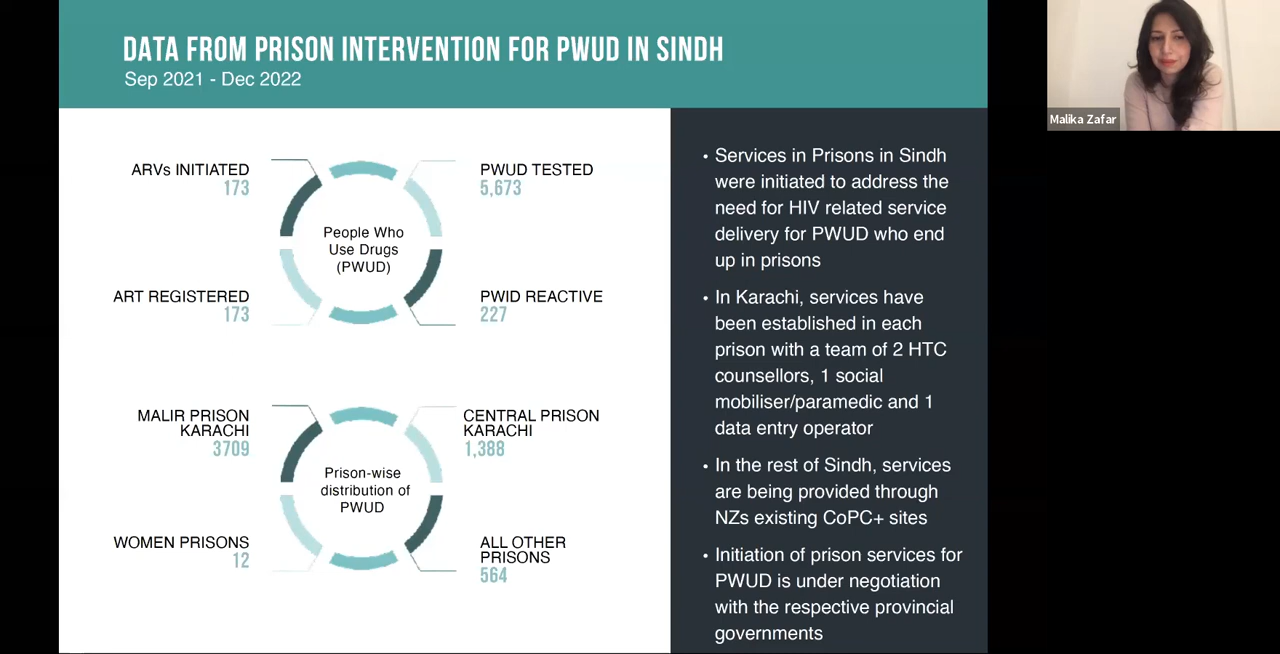 DATA FROM PRISON INTERVENTION FOR PWUD IN SINDH
Sep 2021 - Dec 2022
ARVs INITIATED
173
PWUD TESTED
5,673
People Who
Use Drugs
(PWUD)
ART REGISTERED
173
PWID REACTIVE
227
MALIR PRISON
KARACHI
3709
CENTRAL PRISON
KARACHI
1,388
Prison-wise
distribution of
PWUD
WOMEN PRISONS
12
ALL OTHER
PRISONS
564
• Services in Prisons in Sindh
were initiated to address the
need for HIV related service
delivery for PWUD who end
up in prisons
• In Karachi, services have
been established in each
prison with a team of 2 HTC
counsellors, 1 social
mobiliser/paramedic and 1
data entry operator
• In the rest of Sindh, services
are being provided through
NZs existing CoPC+ sites
• Initiation of prison services for
PWUD is under negotiation
with the respective provincial
governments
Malika Zafar